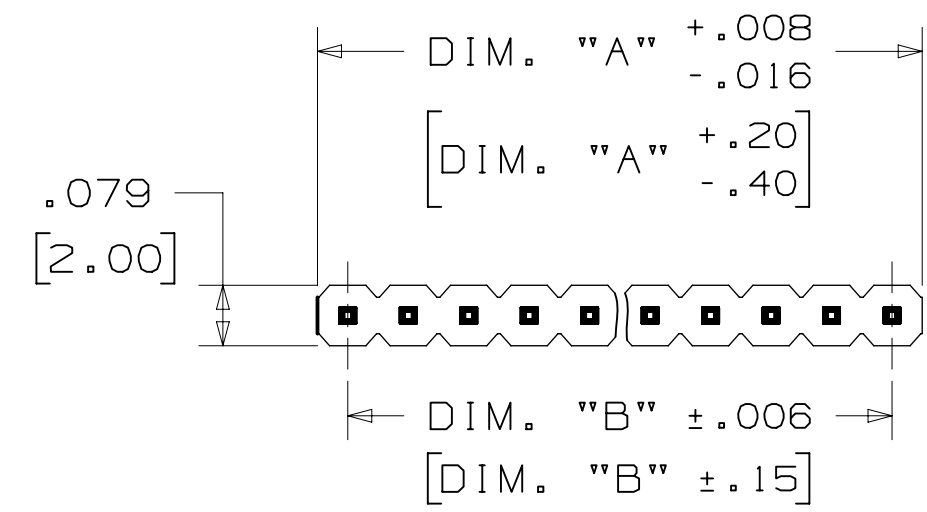 DIM. "A" +.008
-.016
[DIM. "A" +.20
-.40]
.079
[2.00]
DIM. "B" ±.006
[DIM. "B" ±.15]